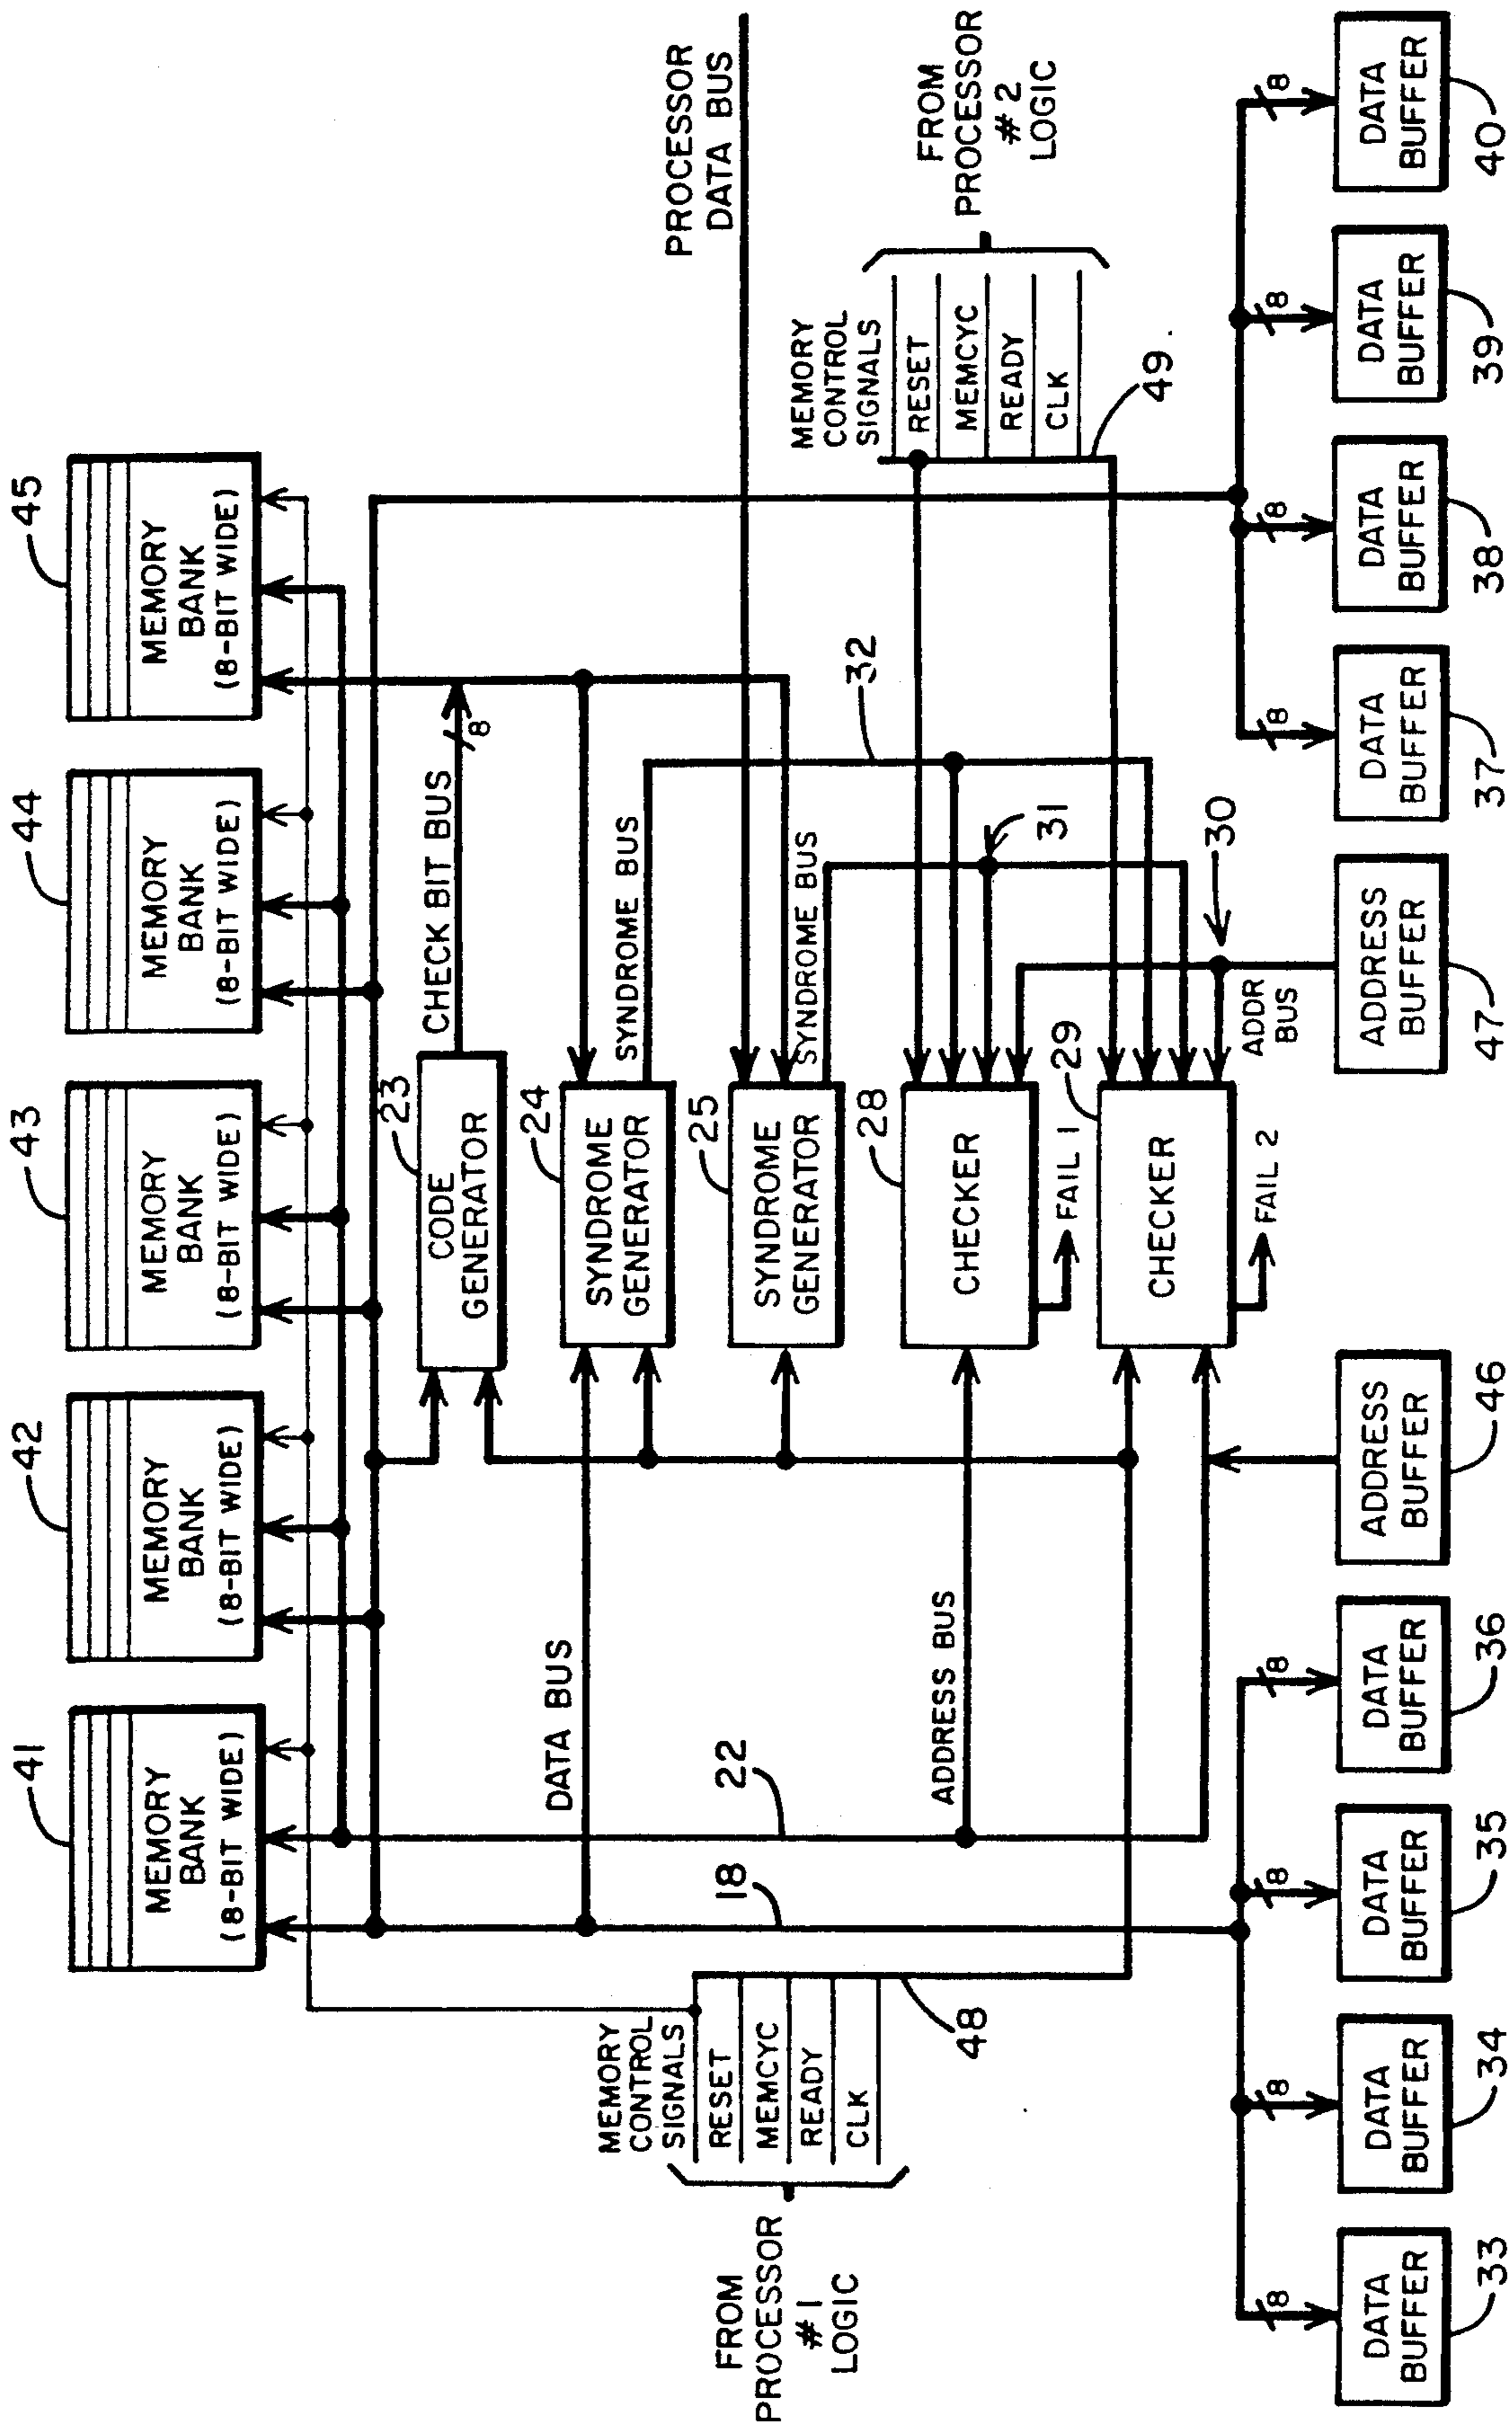 41
42
43
44
45
MEMORY
BANK
(8-BIT WIDE)
MEMORY
BANK
(8-BIT WIDE)
MEMORY
BANK
(8-BIT WIDE)
MEMORY
BANK
(8-BIT WIDE)
MEMORY
BANK
(8-BIT WIDE)
23
CODE
GENERATOR
CHECK BIT BUS
8
DATA BUS
24
SYNDROME
GENERATOR
SYNDROME BUS
PROCESSOR
DATA BUS
18
22
25
SYNDROME
GENERATOR
SYNDROME BUS
32
FROM
PROCESSOR
#1
LOGIC
MEMORY
CONTROL
SIGNALS
RESET
MEMCYC
READY
CLK
48
ADDRESS BUS
28
CHECKER
FAIL 1
31
MEMORY
CONTROL
SIGNALS
RESET
MEMCYC
READY
CLK
49
FROM
PROCESSOR
#2
LOGIC
29
CHECKER
FAIL 2
30
ADDR
BUS
8
8
8
8
8
8
8
8
DATA
BUFFER
DATA
BUFFER
DATA
BUFFER
DATA
BUFFER
ADDRESS
BUFFER
ADDRESS
BUFFER
DATA
BUFFER
DATA
BUFFER
DATA
BUFFER
DATA
BUFFER
33
34
35
36
46
47
37
38
39
40